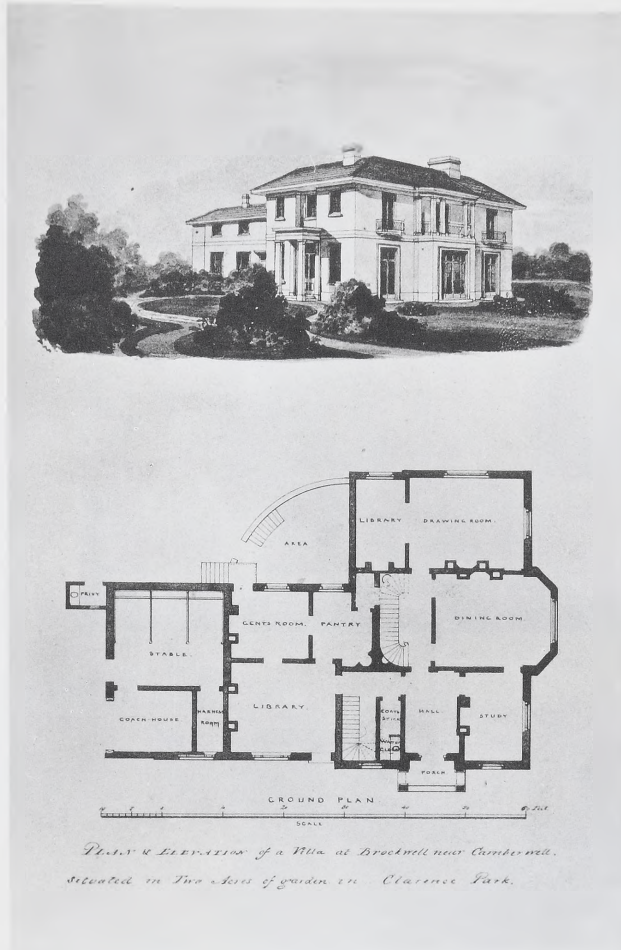 LIBRARY
DRAWING ROOM.
AREA
PRIVY
GENTS ROOM.
PANTRY
DINING ROOM.
STABLE.
LIBRARY.
COACH-HOUSE
HARNESS
ROOM
HALL.
STUDY
PORCH.
GROUND PLAN
SCALE
PLAN & ELEVATION of a Villa at Brockwell near Camberwell.
Situated in Two Acres of garden in Clarence Park.